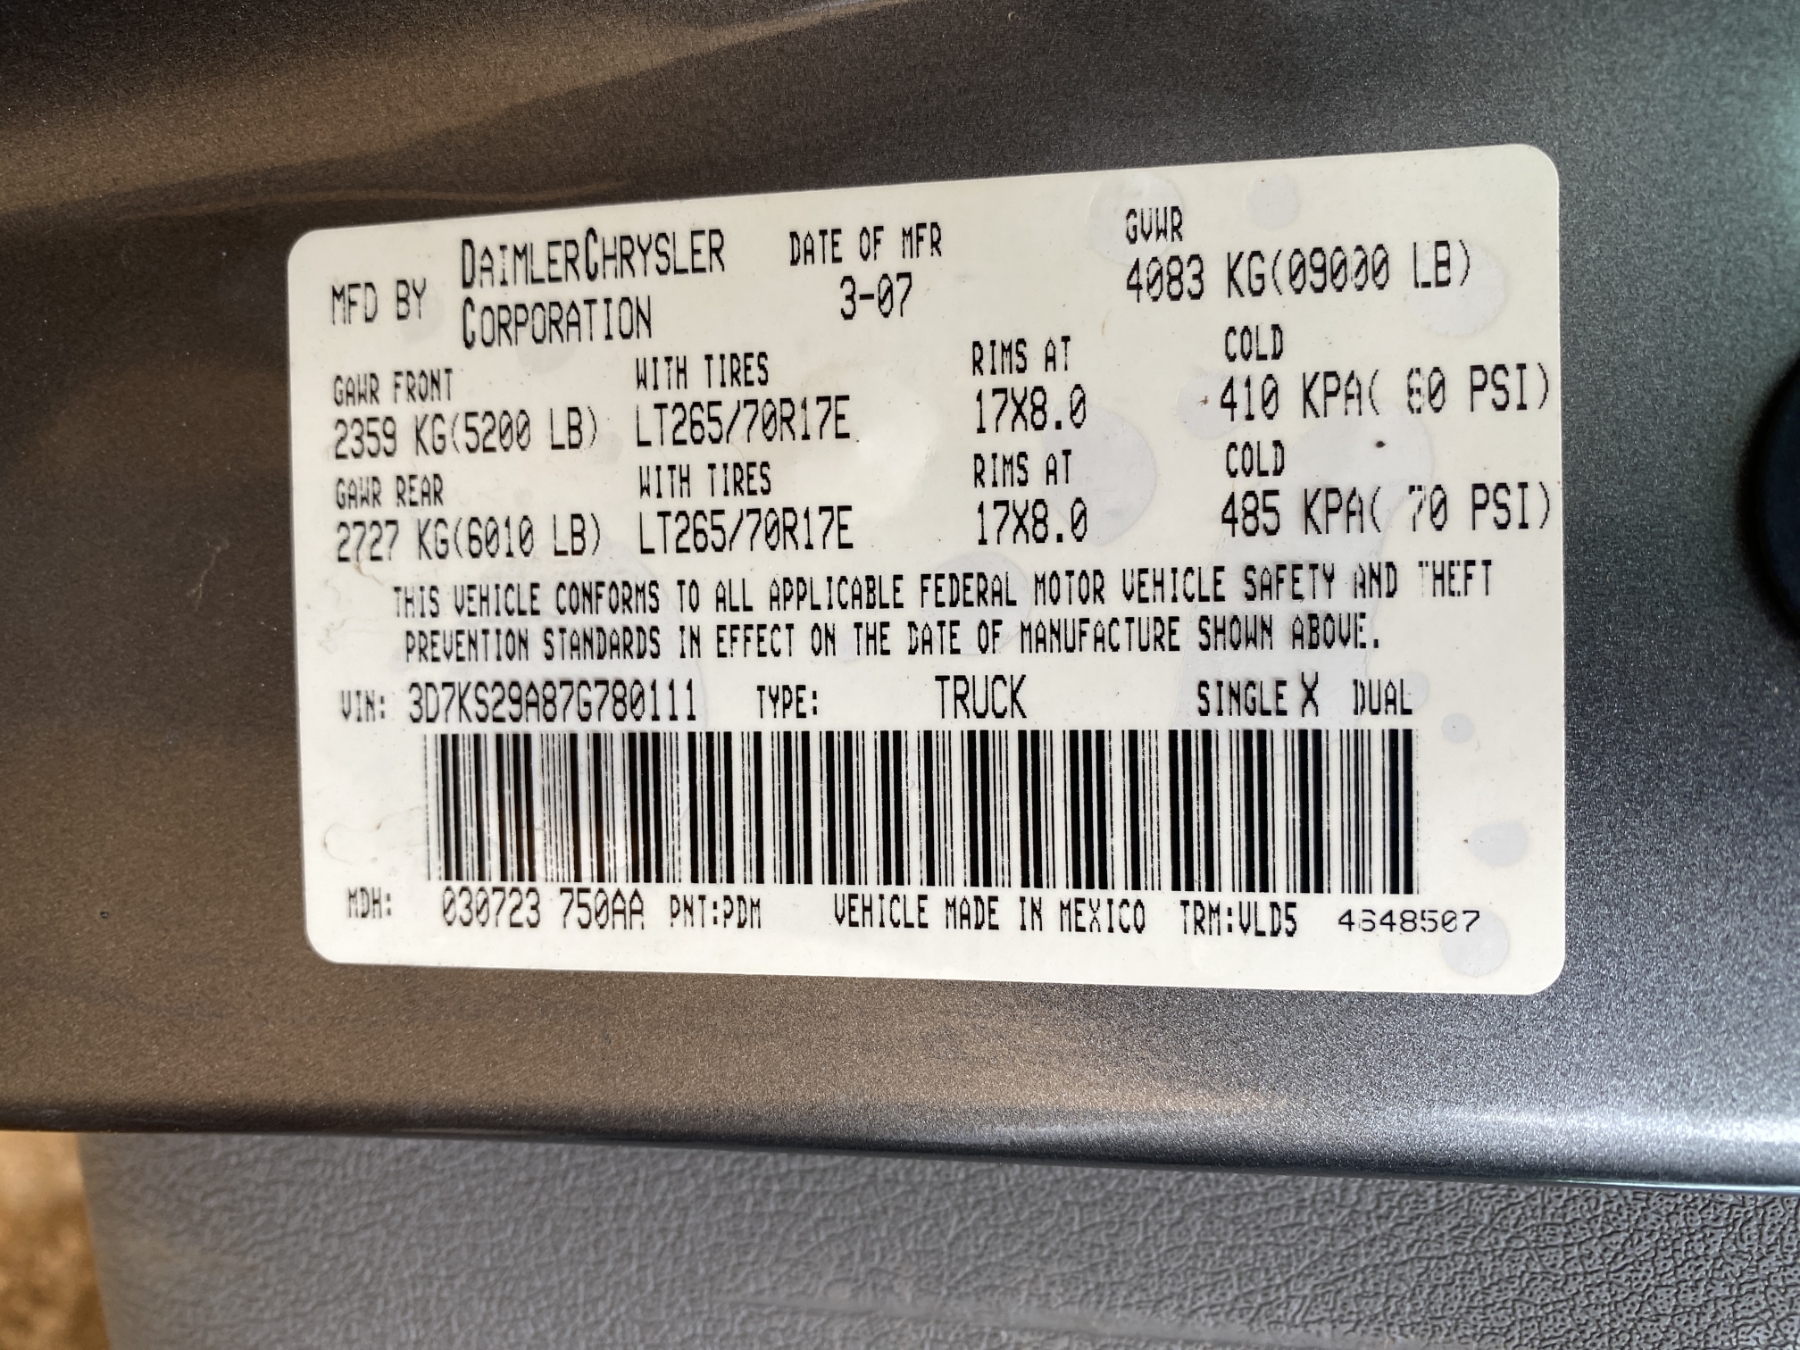 MFD BY DAIMLERCHRYSLER CORPORATION DATE OF MFR 3-07 GVWR 4083 KG(09000 LB)
GAWR FRONT WITH TIRES RIMS AT COLD
2359 KG(5200 LB) LT265/70R17E 17X8.0 410 KPA( 60 PSI)
GAWR REAR WITH TIRES RIMS AT COLD
2727 KG(6010 LB) LT265/70R17E 17X8.0 485 KPA( 70 PSI)
THIS VEHICLE CONFORMS TO ALL APPLICABLE FEDERAL MOTOR VEHICLE SAFETY AND THEFT
PREVENTION STANDARDS IN EFFECT ON THE DATE OF MANUFACTURE SHOWN ABOVE.
VIN: 3D7KS29A87G780111 TYPE: TRUCK SINGLE X DUAL
MDH: 030723 750AA PNT:PDM VEHICLE MADE IN MEXICO TRM:VLD5